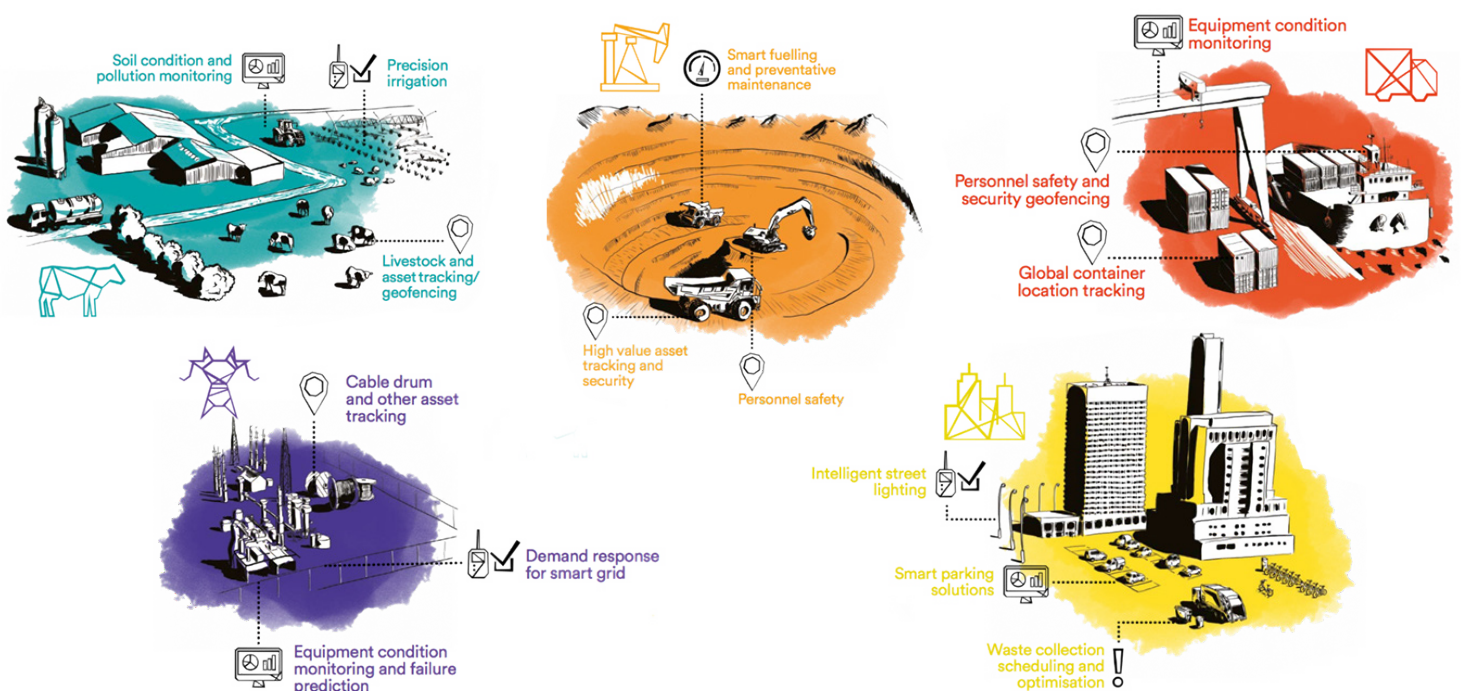 Soil condition and
pollution monitoring
Precision
irrigation
Livestock and
asset tracking/
geofencing
Smart fuelling
and preventative
maintenance
High value asset
tracking and
security
Personnel safety
Equipment condition
monitoring
Personnel safety and
security geofencing
Global container
location tracking
Cable drum
and other asset
tracking
Demand response
for smart grid
Equipment condition
monitoring and failure
prediction
Intelligent street
lighting
Smart parking
solutions
Waste collection
scheduling and
optimisation